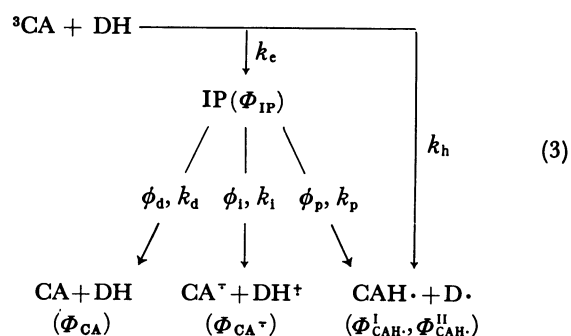 ³CA + DH
kₑ
IP(Φ_IP)
k_h
(3)
ϕ_d, k_d ϕ_i, k_i ϕ_p, k_p
CA+DH CA⁻·+DH⁺· CAH·+D·
(Φ_CA) (Φ_CA⁻·) (Φ^I_CAH·, Φ^II_CAH·)